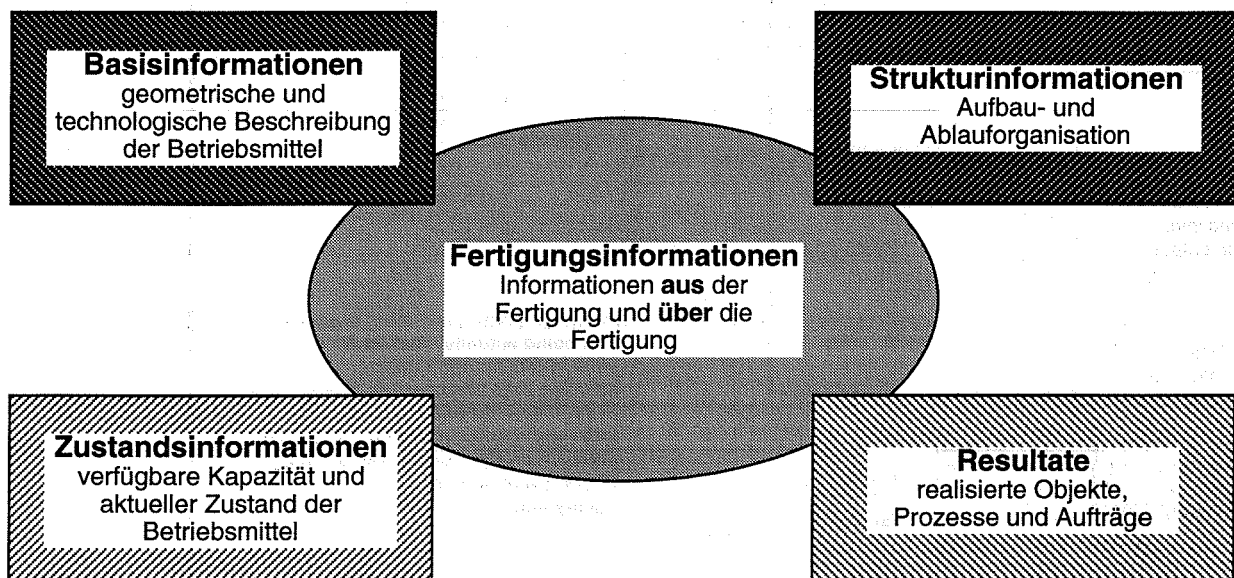 Basisinformationen
geometrische und
technologische Beschreibung
der Betriebsmittel
Strukturinformationen
Aufbau- und
Ablauforganisation
Fertigungsinformationen
Informationen aus der
Fertigung und über die
Fertigung
Zustandsinformationen
verfügbare Kapazität und
aktueller Zustand der
Betriebsmittel
Resultate
realisierte Objekte,
Prozesse und Aufträge